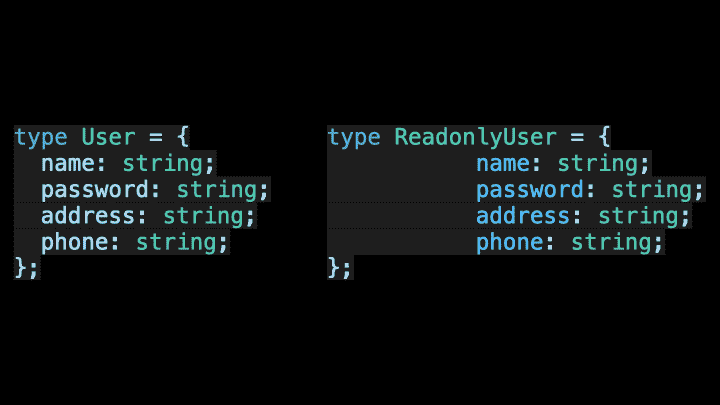 type User = {
name: string;
password: string;
address: string;
phone: string;
};
type ReadonlyUser = {
name: string;
password: string;
address: string;
phone: string;
};